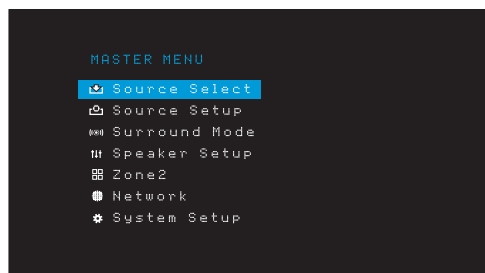 MASTER MENU
Source Select
Source Setup
Surround Mode
Speaker Setup
Zone2
Network
System Setup